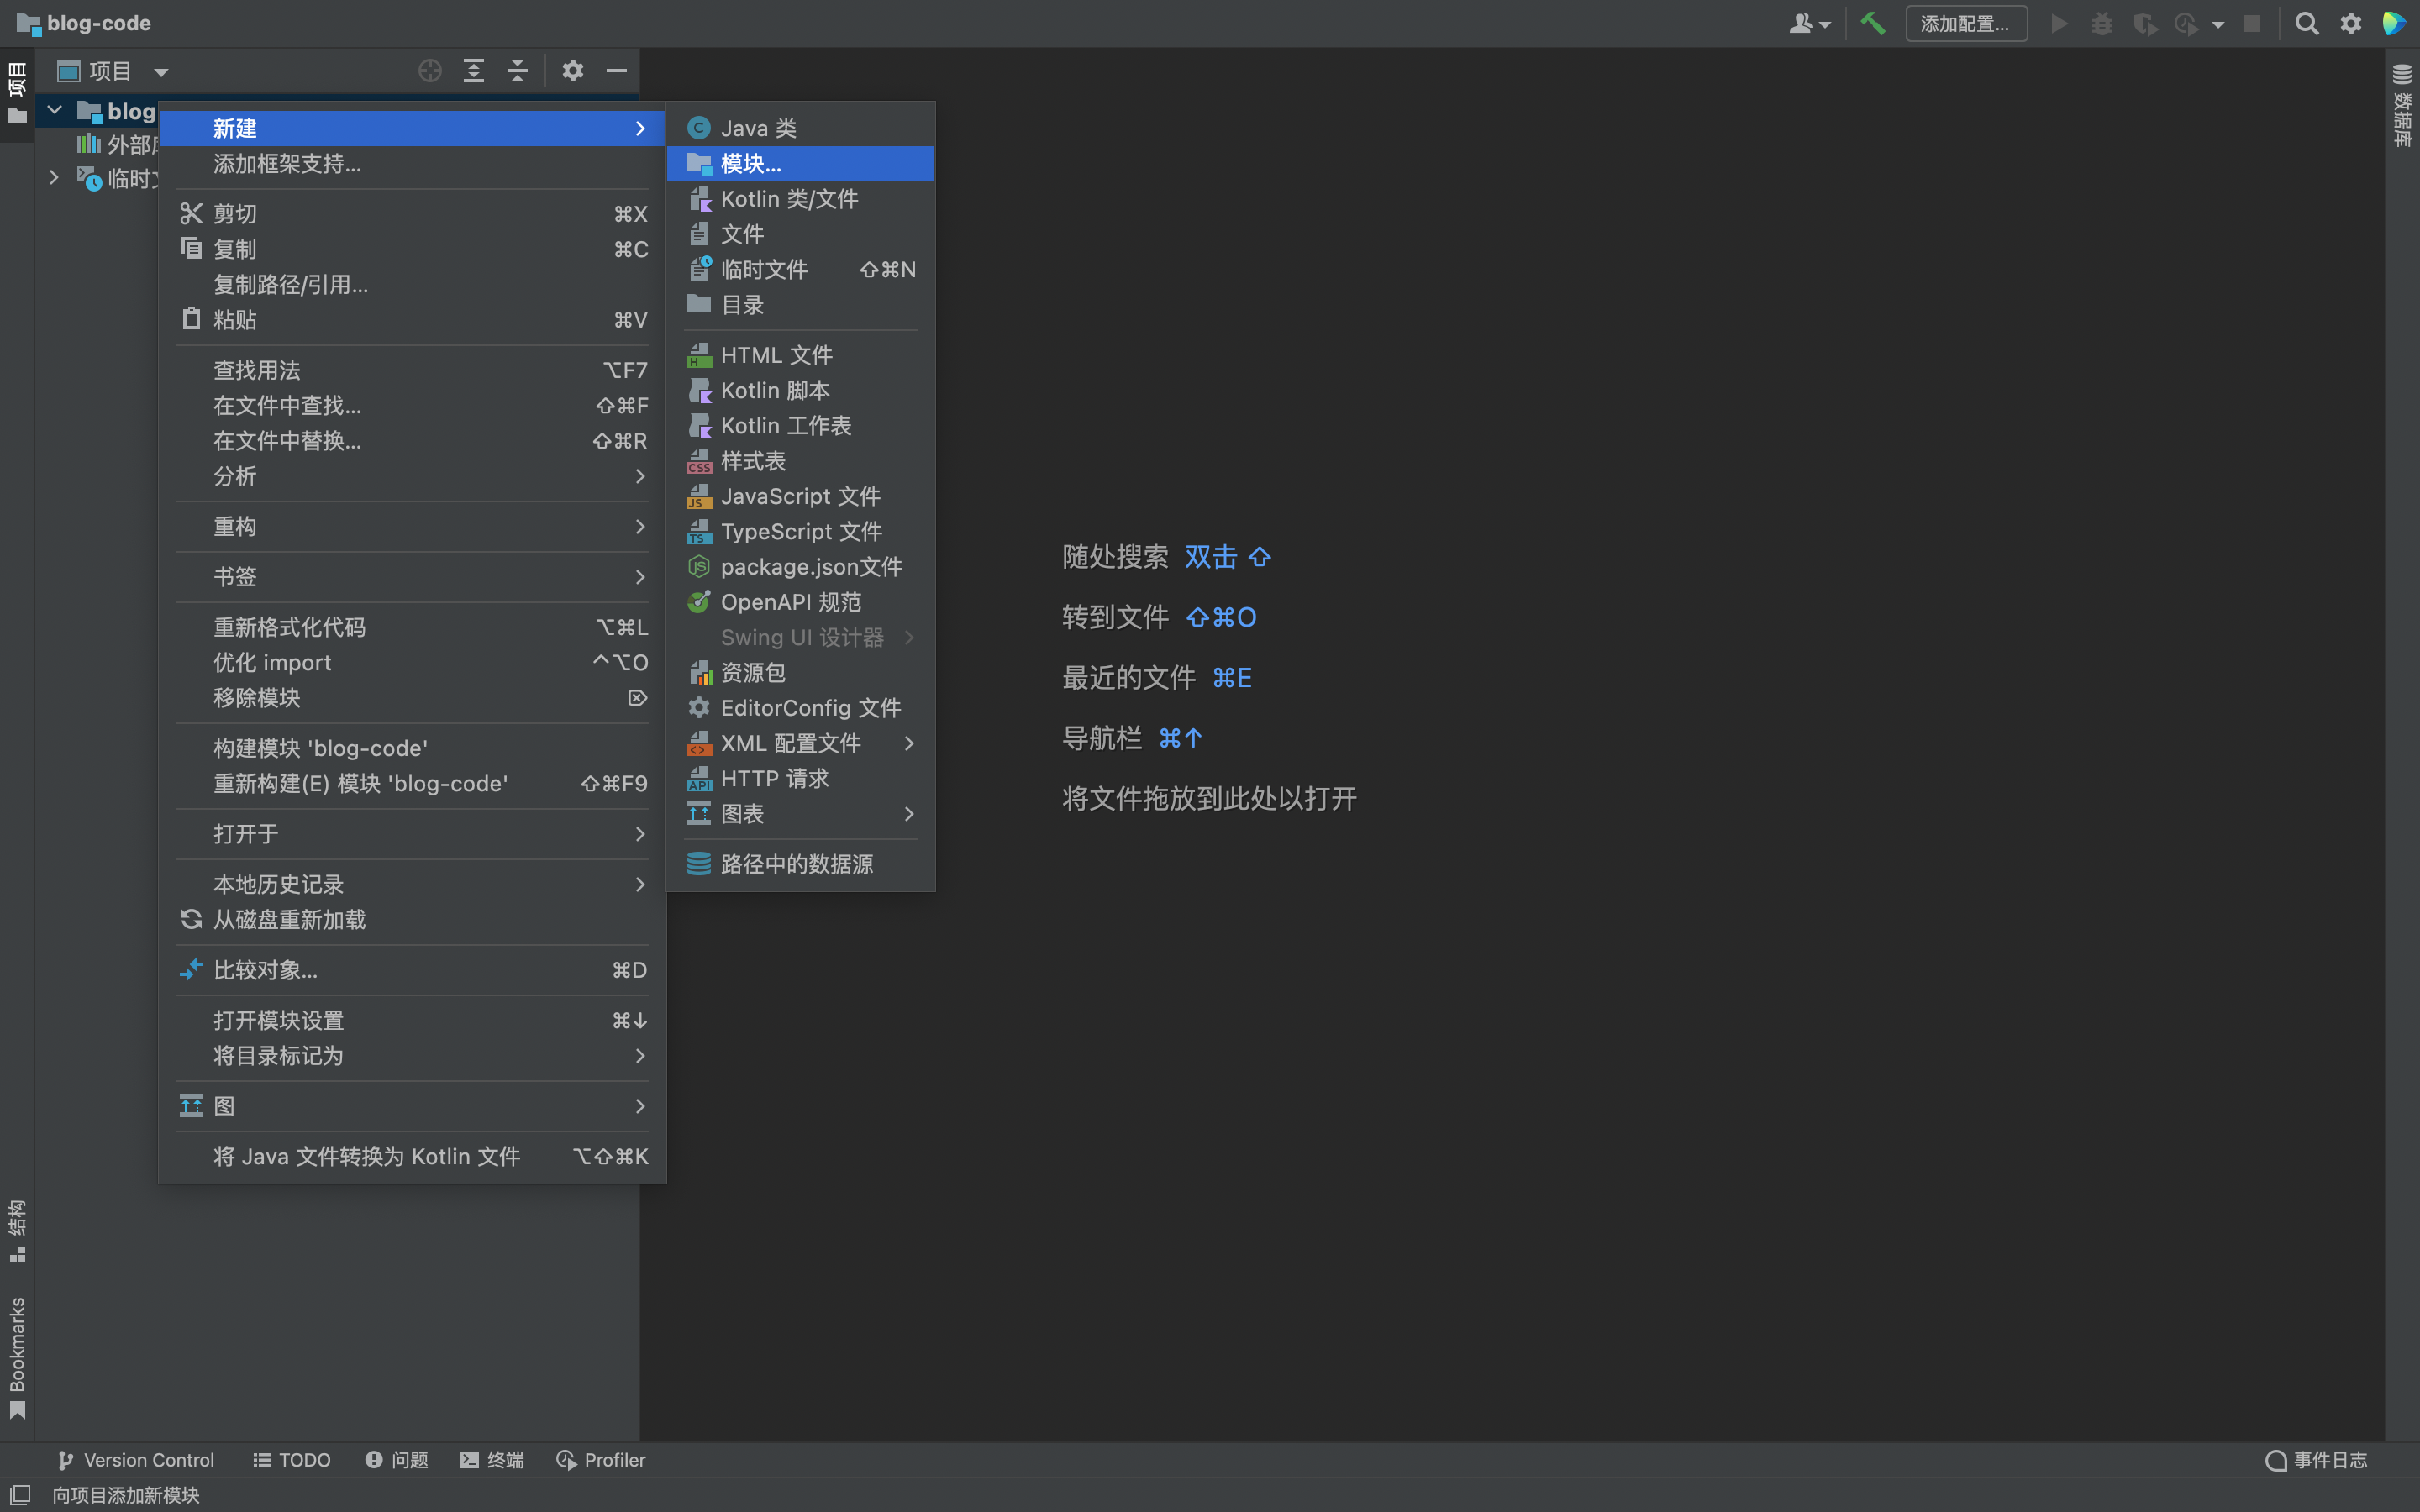 blog-code
添加配置...
项目
项目
blog
外部
临时
新建
添加框架支持...
剪切 ⌘X
复制 ⌘C
复制路径/引用...
粘贴 ⌘V
查找用法 ⌥F7
在文件中查找... ⇧⌘F
在文件中替换... ⇧⌘R
分析
重构
书签
重新格式化代码 ⌥⌘L
优化 import ^⌥O
移除模块 ⌦
构建模块 'blog-code'
重新构建(E) 模块 'blog-code' ⇧⌘F9
打开于
本地历史记录
从磁盘重新加载
比较对象... ⌘D
打开模块设置 ⌘↓
将目录标记为
图
将 Java 文件转换为 Kotlin 文件 ⌥⇧⌘K
Java 类
模块...
Kotlin 类/文件
文件
临时文件 ⇧⌘N
目录
HTML 文件
Kotlin 脚本
Kotlin 工作表
样式表
JavaScript 文件
TypeScript 文件
package.json文件
OpenAPI 规范
Swing UI 设计器
资源包
EditorConfig 文件
XML 配置文件
HTTP 请求
图表
路径中的数据源
随处搜索 双击 ⇧
转到文件 ⇧⌘O
最近的文件 ⌘E
导航栏 ⌘↑
将文件拖放到此处以打开
数据库
结构
Bookmarks
Version Control TODO 问题 终端 Profiler 事件日志
向项目添加新模块